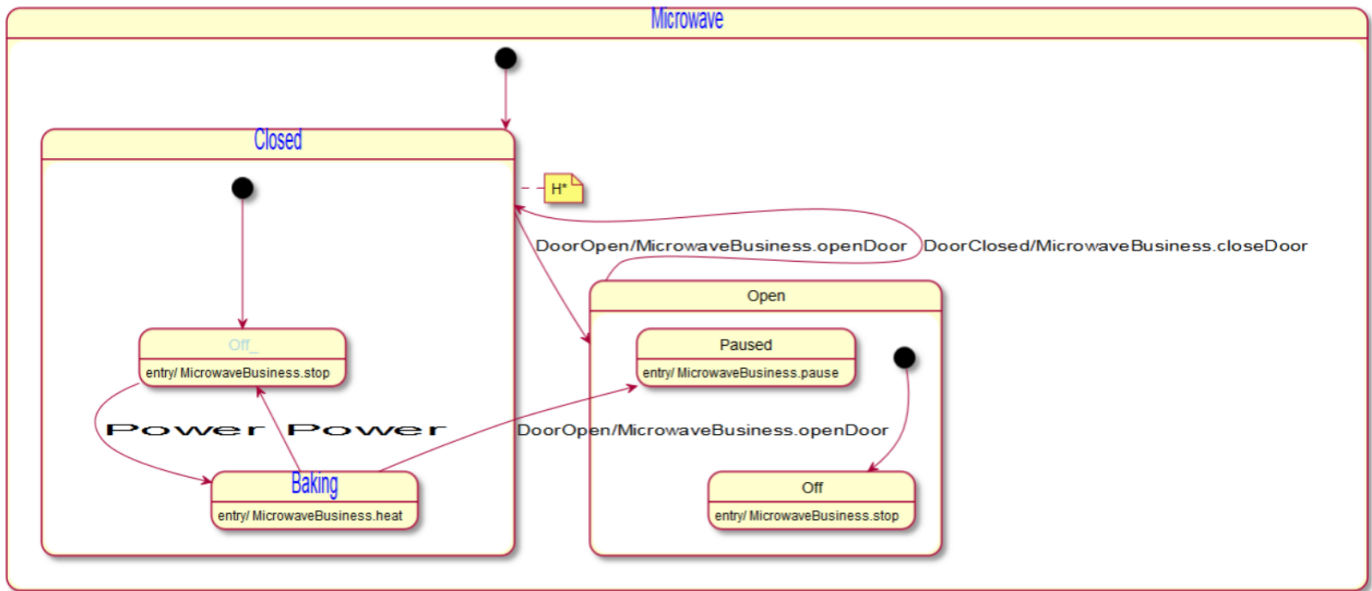 Microwave
Closed
H*
DoorOpen/MicrowaveBusiness.openDoor
DoorClosed/MicrowaveBusiness.closeDoor
Open
Off_
entry/ MicrowaveBusiness.stop
Paused
entry/ MicrowaveBusiness.pause
Power
Power
DoorOpen/MicrowaveBusiness.openDoor
Baking
entry/ MicrowaveBusiness.heat
Off
entry/ MicrowaveBusiness.stop